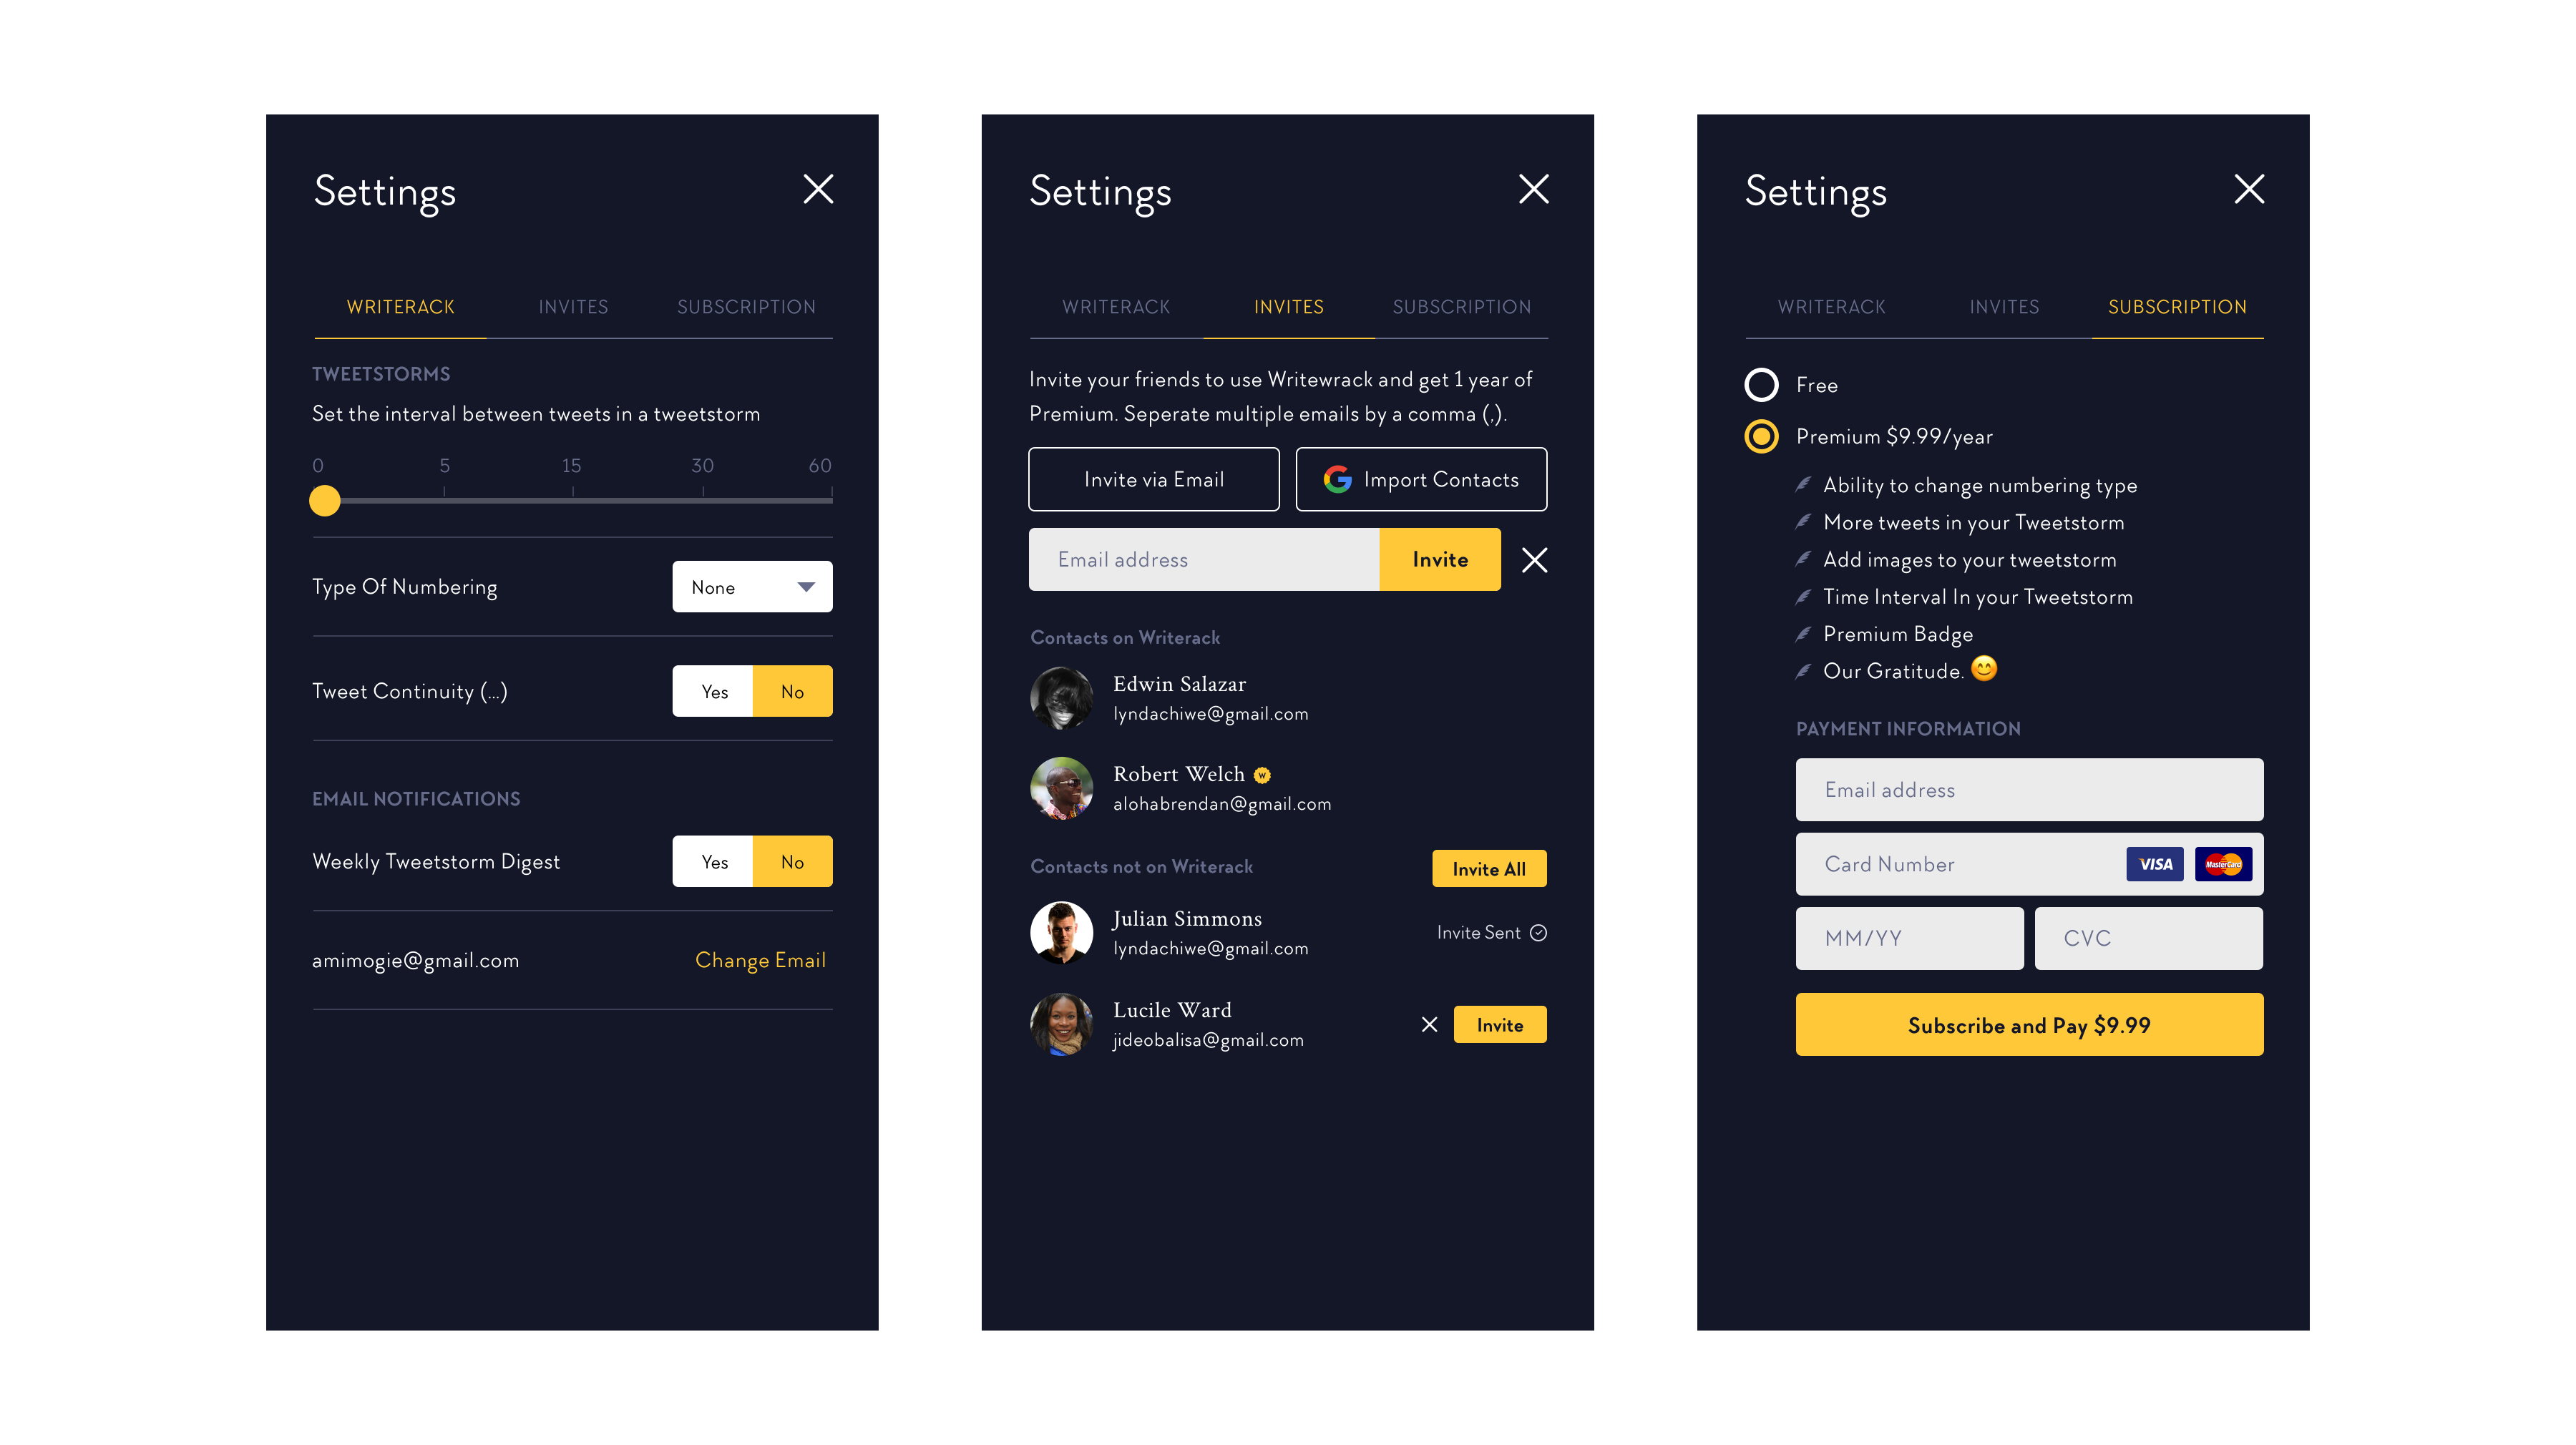 Settings
WRITERACK INVITES SUBSCRIPTION
TWEETSTORMS
Set the interval between tweets in a tweetstorm
0 5 15 30 60
Type Of Numbering None
Tweet Continuity (...) Yes No
EMAIL NOTIFICATIONS
Weekly Tweetstorm Digest Yes No
amimogie@gmail.com Change Email
Settings
WRITERACK INVITES SUBSCRIPTION
Invite your friends to use Writewrack and get 1 year of
Premium. Seperate multiple emails by a comma (,).
Invite via Email Import Contacts
Email address Invite
Contacts on Writerack
Edwin Salazar
lyndachiwe@gmail.com
Robert Welch W
alohabrendan@gmail.com
Contacts not on Writerack Invite All
Julian Simmons
lyndachiwe@gmail.com
Invite Sent
Lucile Ward
jideobalisa@gmail.com
Invite
Settings
WRITERACK INVITES SUBSCRIPTION
Free
Premium $9.99/year
Ability to change numbering type
More tweets in your Tweetstorm
Add images to your tweetstorm
Time Interval In your Tweetstorm
Premium Badge
Our Gratitude. 😊
PAYMENT INFORMATION
Email address
Card Number VISA MasterCard
MM/YY CVC
Subscribe and Pay $9.99